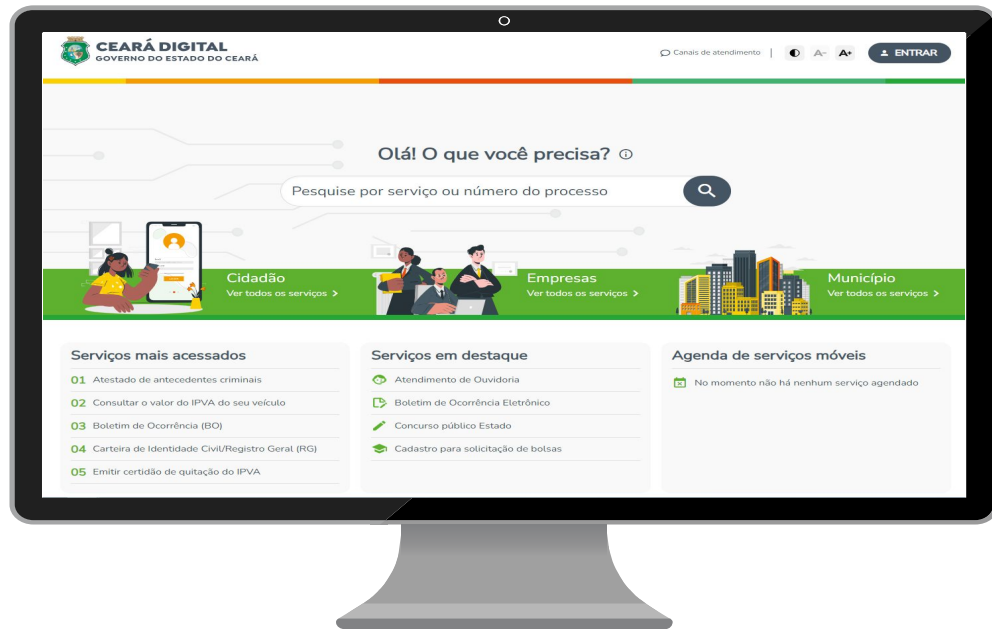 CEARÁ DIGITAL
GOVERNO DO ESTADO DO CEARÁ
Canais de atendimento
A-
A+
ENTRAR
Olá! O que você precisa?
Pesquise por serviço ou número do processo
Cidadão
Ver todos os serviços >
Empresas
Ver todos os serviços >
Município
Ver todos os serviços >
Serviços mais acessados
01 Atestado de antecedentes criminais
02 Consultar o valor do IPVA do seu veículo
03 Boletim de Ocorrência (BO)
04 Carteira de Identidade Civil/Registro Geral (RG)
05 Emitir certidão de quitação do IPVA
Serviços em destaque
Atendimento de Ouvidoria
Boletim de Ocorrência Eletrônico
Concurso público Estado
Cadastro para solicitação de bolsas
Agenda de serviços móveis
No momento não há nenhum serviço agendado